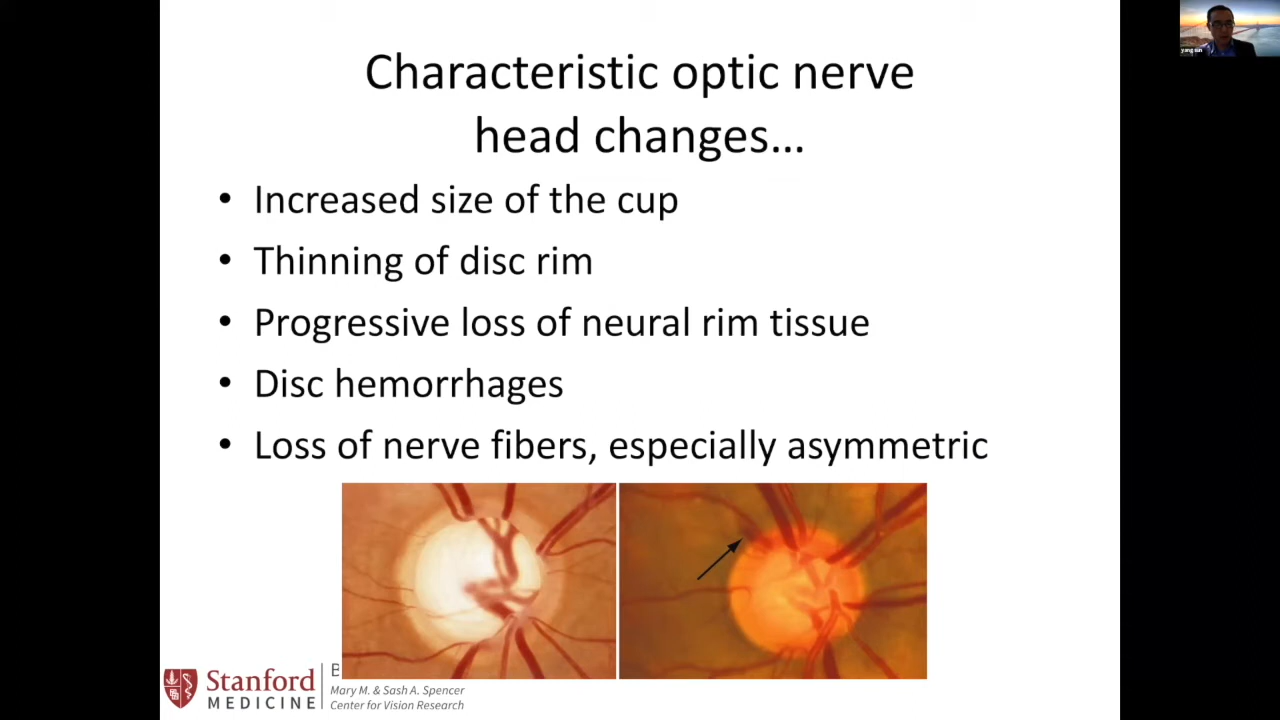 Characteristic optic nerve
head changes...
• Increased size of the cup
• Thinning of disc rim
• Progressive loss of neural rim tissue
• Disc hemorrhages
• Loss of nerve fibers, especially asymmetric
Stanford
MEDICINE
Mary M. & Sash A. Spencer
Center for Vision Research